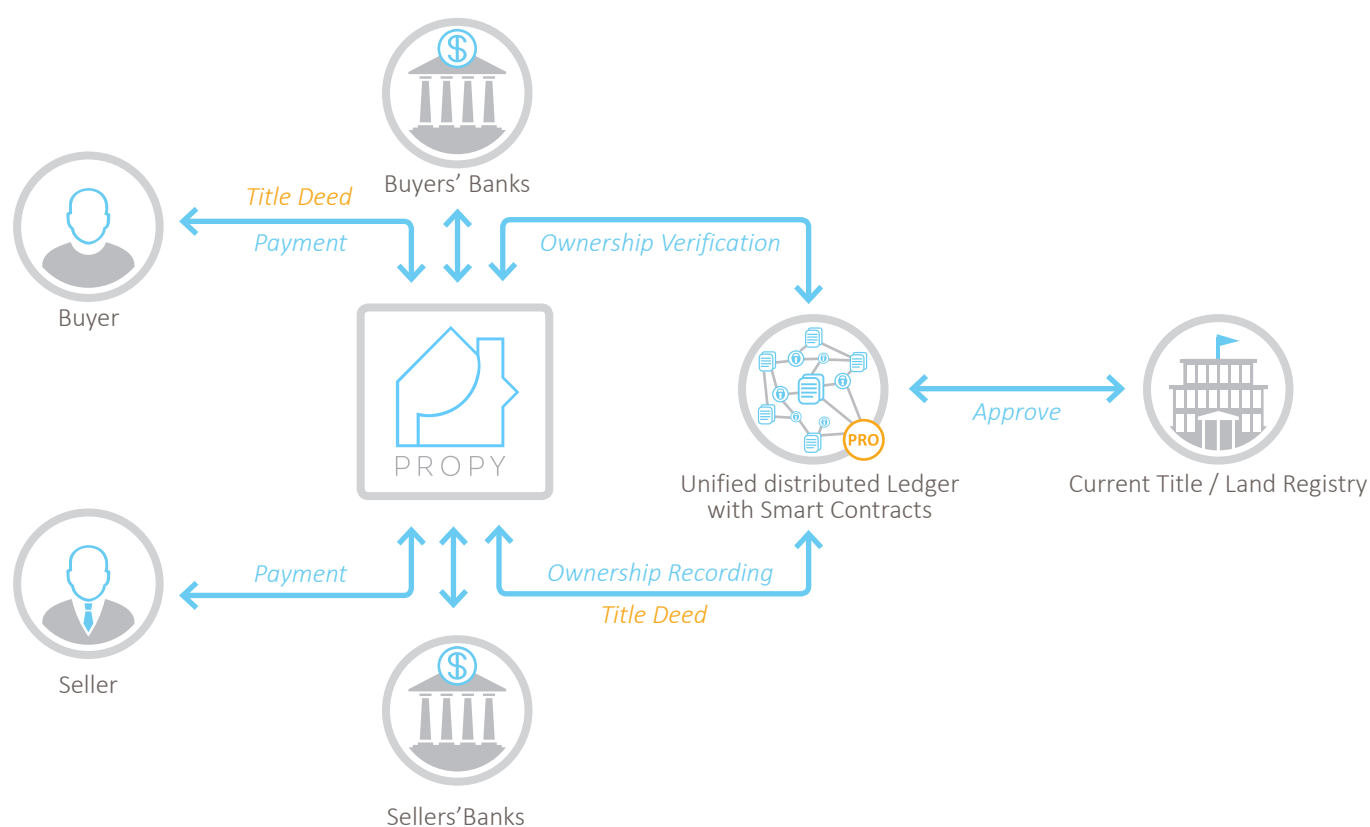 $
Buyers’ Banks
Title Deed
Payment
Ownership Verification
Buyer
PROPY
PRO
Approve
Unified distributed Ledger
with Smart Contracts
Current Title / Land Registry
Payment
Ownership Recording
Title Deed
$
Seller
Sellers’Banks